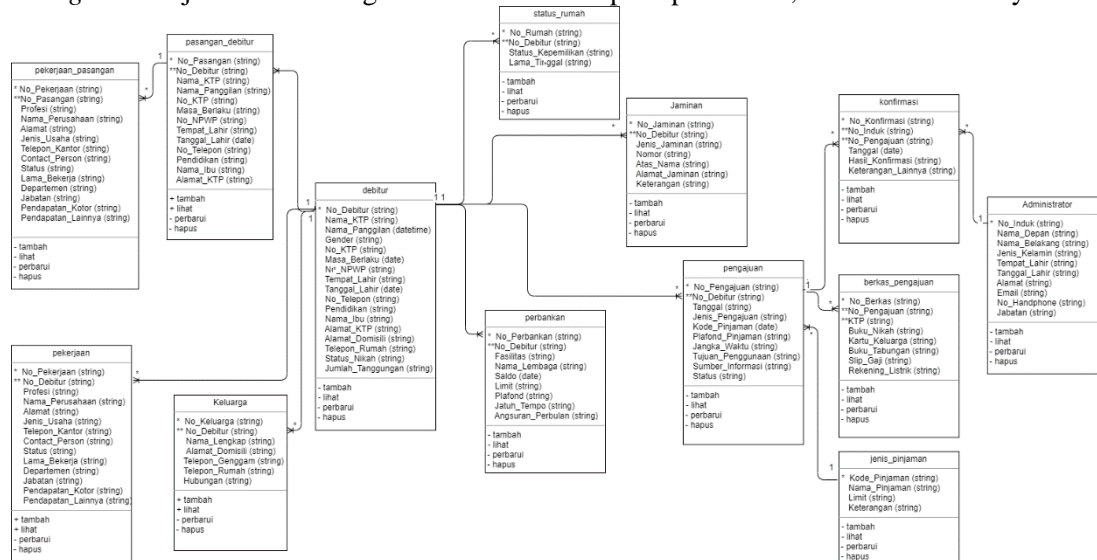 status_rumah
* No_Rumah (string)
**No_Debitur (string)
Status_Kepemilikan (string)
Lama_Tinggal (string)
- tambah
- lihat
- perbarui
- hapus
pasangan_debitur
* No_Pasangan (string)
**No_Debitur (string)
Nama_KTP (string)
Nama_Panggilan (string)
No_KTP (string)
Masa_Berlaku (string)
No_NPWP (string)
Tempat_Lahir (string)
Tanggal_Lahir (date)
No_Telepon (string)
Pendidikan (string)
Nama_Ibu (string)
Alamat_KTP (string)
+ tambah
+ lihat
- perbarui
- hapus
pekerjaan_pasangan
* No_Pekerjaan (string)
**No_Pasangan (string)
Profesi (string)
Nama_Perusahaan (string)
Alamat (string)
Jenis_Usaha (string)
Telepon_Kantor (string)
Contact_Person (string)
Status (string)
Lama_Bekerja (string)
Departemen (string)
Jabatan (string)
Pendapatan_Kotor (string)
Pendapatan_Lainnya (string)
- tambah
- lihat
- perbarui
- hapus
Jaminan
* No_Jaminan (string)
**No_Debitur (string)
Jenis_Jaminan (string)
Nomor (string)
Atas_Nama (string)
Alamat_Jaminan (string)
Keterangan (string)
- tambah
- lihat
- perbarui
- hapus
konfirmasi
* No_Konfirmasi (string)
**No_Induk (string)
**No_Pengajuan (string)
Tanggal (date)
Hasil_Konfirmasi (string)
Keterangan_Lainnya (string)
- tambah
- lihat
- perbarui
- hapus
debitur
* No_Debitur (string)
Nama_KTP (string)
Nama_Panggilan (datetime)
Gender (string)
No_KTP (string)
Masa_Berlaku (date)
No_NPWP (string)
Tempat_Lahir (string)
Tanggal_Lahir (date)
No_Telepon (string)
Pendidikan (string)
Nama_Ibu (string)
Alamat_KTP (string)
Alamat_Domisili (string)
Telepon_Rumah (string)
Status_Nikah (string)
Jumlah_Tanggungan (string)
- tambah
- lihat
- perbarui
- hapus
Administrator
* No_Induk (string)
Nama_Depan (string)
Nama_Belakang (string)
Jenis_Kelamin (string)
Tempat_Lahir (string)
Tanggal_Lahir (string)
Alamat (string)
Email (string)
No_Handphone (string)
Jabatan (string)
- tambah
- lihat
- perbarui
- hapus
pengajuan
* No_Pengajuan (string)
**No_Debitur (string)
Tanggal (string)
Jenis_Pengajuan (string)
Kode_Pinjaman (date)
Plafond_Pinjaman (string)
Jangka_Waktu (string)
Tujuan_Penggunaan (string)
Sumber_Informasi (string)
Status (string)
- tambah
- lihat
- perbarui
- hapus
berkas_pengajuan
* No_Berkas (string)
**No_Pengajuan (string)
**KTP (string)
Buku_Nikah (string)
Kartu_Keluarga (string)
Buku_Tabungan (string)
Slip_Gaji (string)
Rekening_Listrik (string)
- tambah
- lihat
- perbarui
- hapus
perbankan
* No_Perbankan (string)
**No_Debitur (string)
Fasilitas (string)
Nama_Lembaga (string)
Saldo (date)
Limit (string)
Plafond (string)
Jatuh_Tempo (string)
Angsuran_Perbulan (string)
- tambah
- lihat
- perbarui
- hapus
pekerjaan
* No_Pekerjaan (string)
** No_Debitur (string)
Profesi (string)
Nama_Perusahaan (string)
Alamat (string)
Jenis_Usaha (string)
Telepon_Kantor (string)
Contact_Person (string)
Status (string)
Lama_Bekerja (string)
Departemen (string)
Jabatan (string)
Pendapatan_Kotor (string)
Pendapatan_Lainnya (string)
+ tambah
+ lihat
- perbarui
- hapus
Keluarga
* No_Keluarga (string)
** No_Debitur (string)
Nama_Lengkap (string)
Alamat_Domisili (string)
Telepon_Genggam (string)
Telepon_Rumah (string)
Hubungan (string)
+ tambah
+ lihat
- perbarui
- hapus
jenis_pinjaman
* Kode_Pinjaman (string)
Nama_Pinjaman (string)
Limit (string)
Keterangan (string)
- tambah
- lihat
- perbarui
- hapus